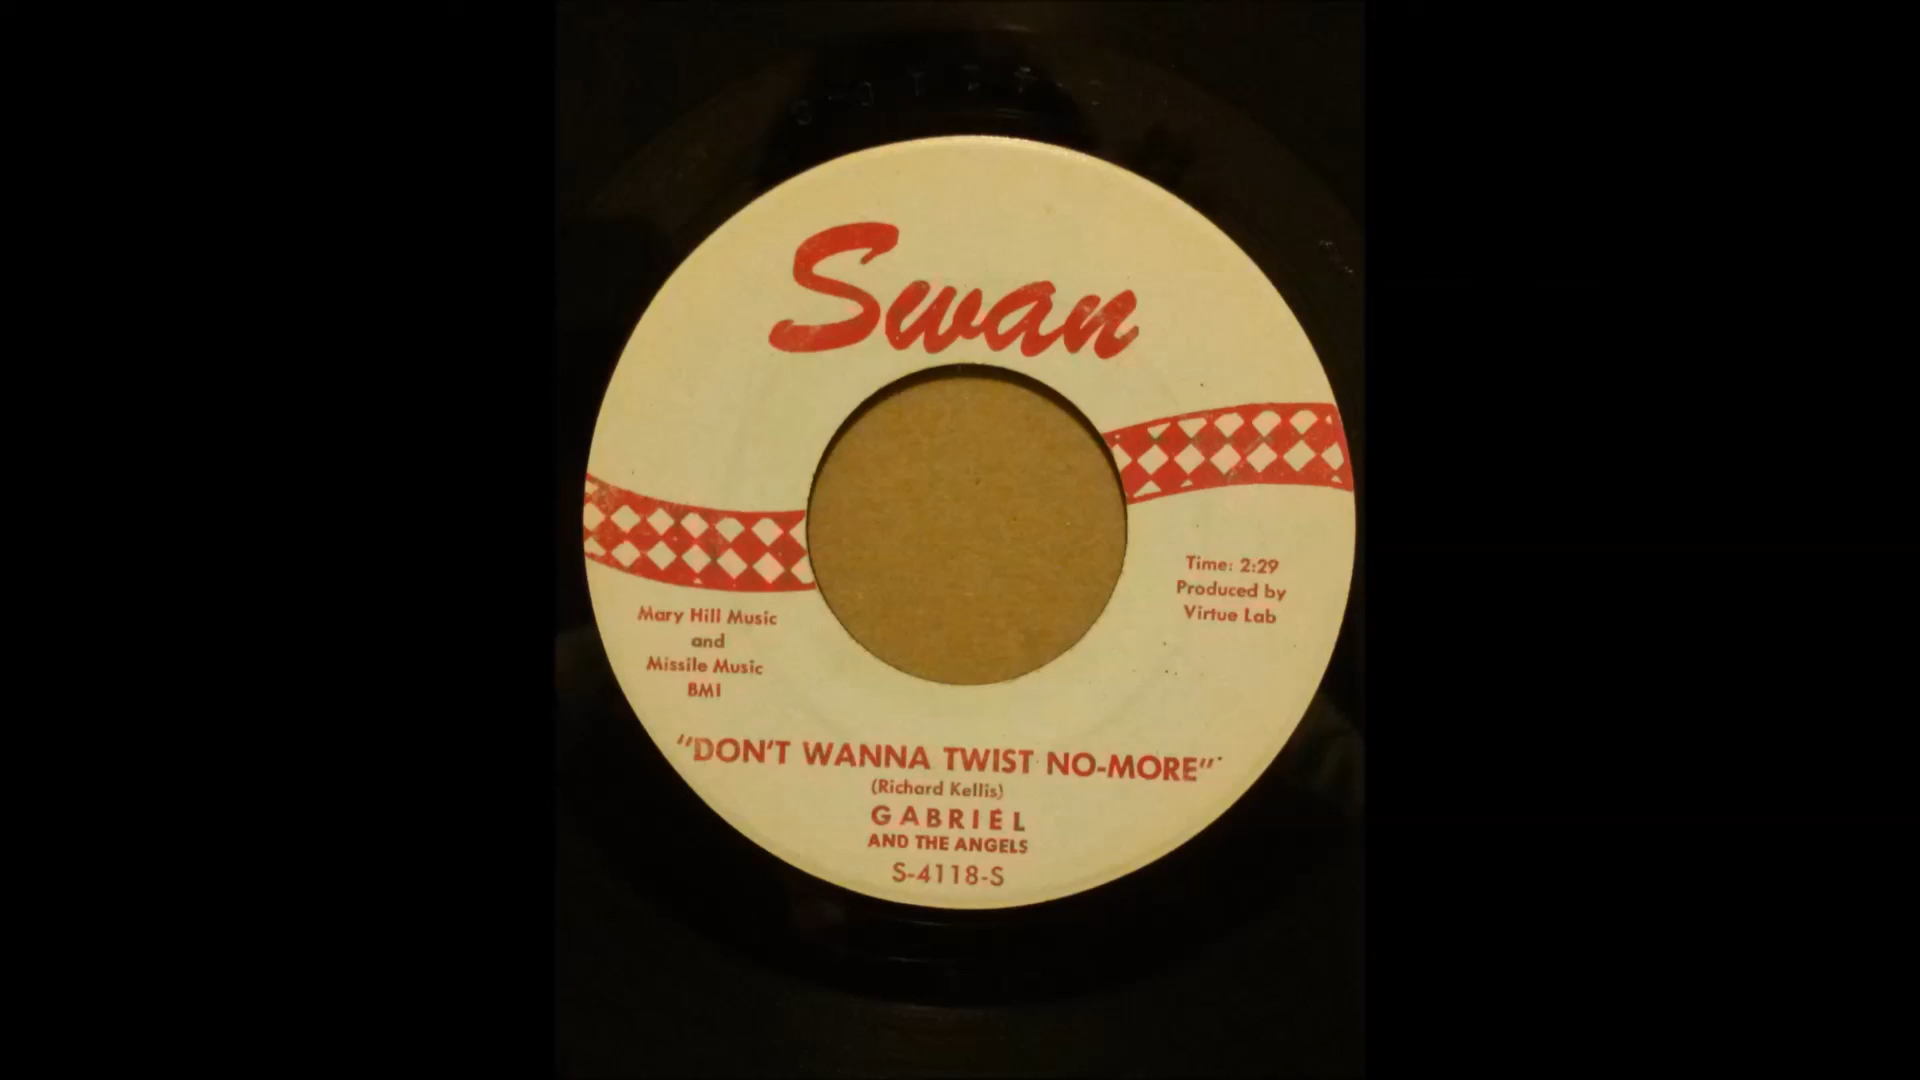 Swan
Time: 2:29
Produced by
Virtue Lab
Mary Hill Music
and
Missile Music
BMI
"DON'T WANNA TWIST NO-MORE"
(Richard Kellis)
GABRIEL
AND THE ANGELS
S-4118-S